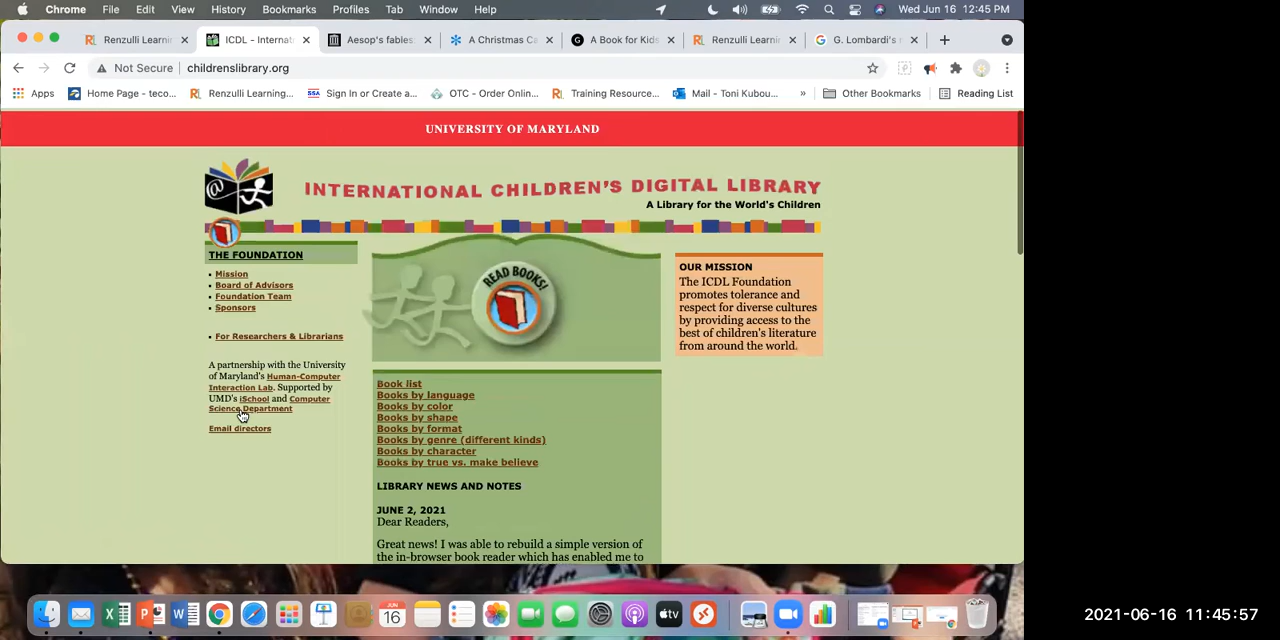 Chrome File Edit View History Bookmarks Profiles Tab Window Help Wed Jun 16 12:45 PM
Renzulli Learnin ICDL - Internati Aesop's fables: A Christmas Ca A Book for Kids Renzulli Learnin G. Lombardi's
Not Secure childrenslibrary.org
Apps Home Page - teco... Renzulli Learning... SSA Sign In or Create a... OTC - Order Onlin... Training Resource... Mail - Toni Kubou... » Other Bookmarks Reading List
UNIVERSITY OF MARYLAND
INTERNATIONAL CHILDREN'S DIGITAL LIBRARY
A Library for the World's Children
THE FOUNDATION
Mission
Board of Advisors
Foundation Team
Sponsors
For Researchers & Librarians
A partnership with the University
of Maryland's Human-Computer
Interaction Lab. Supported by
UMD's iSchool and Computer
Science Department
Email directors
READ BOOKS!
Book list
Books by language
Books by color
Books by shape
Books by format
Books by genre (different kinds)
Books by character
Books by true vs. make believe
LIBRARY NEWS AND NOTES
JUNE 2, 2021
Dear Readers,
Great news! I was able to rebuild a simple version of
the in-browser book reader which has enabled me to
OUR MISSION
The ICDL Foundation
promotes tolerance and
respect for diverse cultures
by providing access to the
best of children's literature
from around the world.
JUN
16
tv
2021-06-16 11:45:57